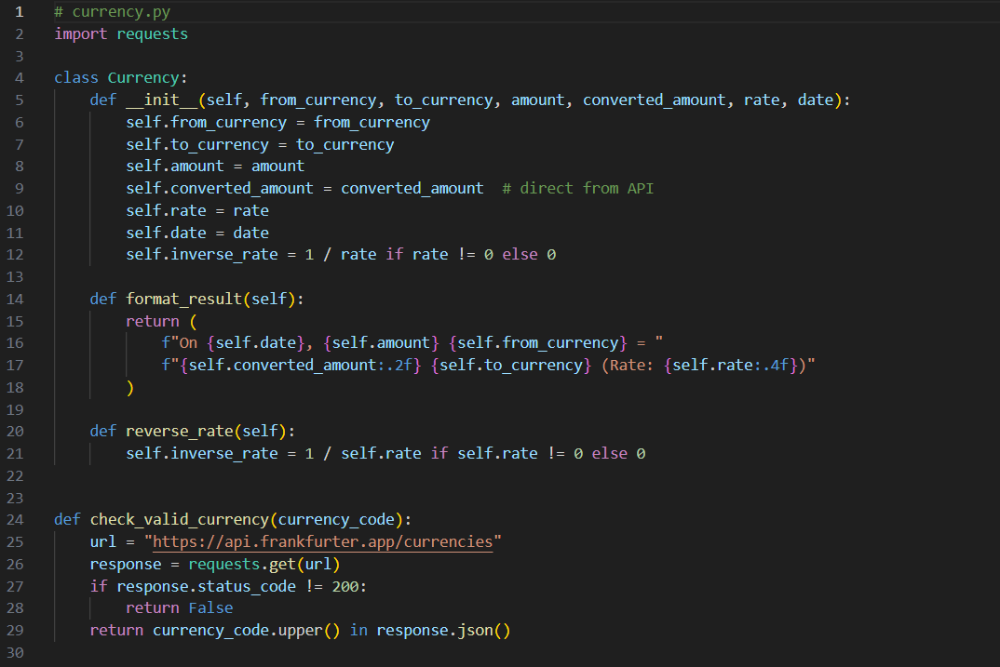 1 # currency.py
2 import requests
3
4 class Currency:
5     def __init__(self, from_currency, to_currency, amount, converted_amount, rate, date):
6         self.from_currency = from_currency
7         self.to_currency = to_currency
8         self.amount = amount
9         self.converted_amount = converted_amount  # direct from API
10         self.rate = rate
11         self.date = date
12         self.inverse_rate = 1 / rate if rate != 0 else 0
13
14     def format_result(self):
15         return (
16             f"On {self.date}, {self.amount} {self.from_currency} = "
17             f"{self.converted_amount:.2f} {self.to_currency} (Rate: {self.rate:.4f})"
18         )
19
20     def reverse_rate(self):
21         self.inverse_rate = 1 / self.rate if self.rate != 0 else 0
22
23
24 def check_valid_currency(currency_code):
25     url = "https://api.frankfurter.app/currencies"
26     response = requests.get(url)
27     if response.status_code != 200:
28         return False
29     return currency_code.upper() in response.json()
30